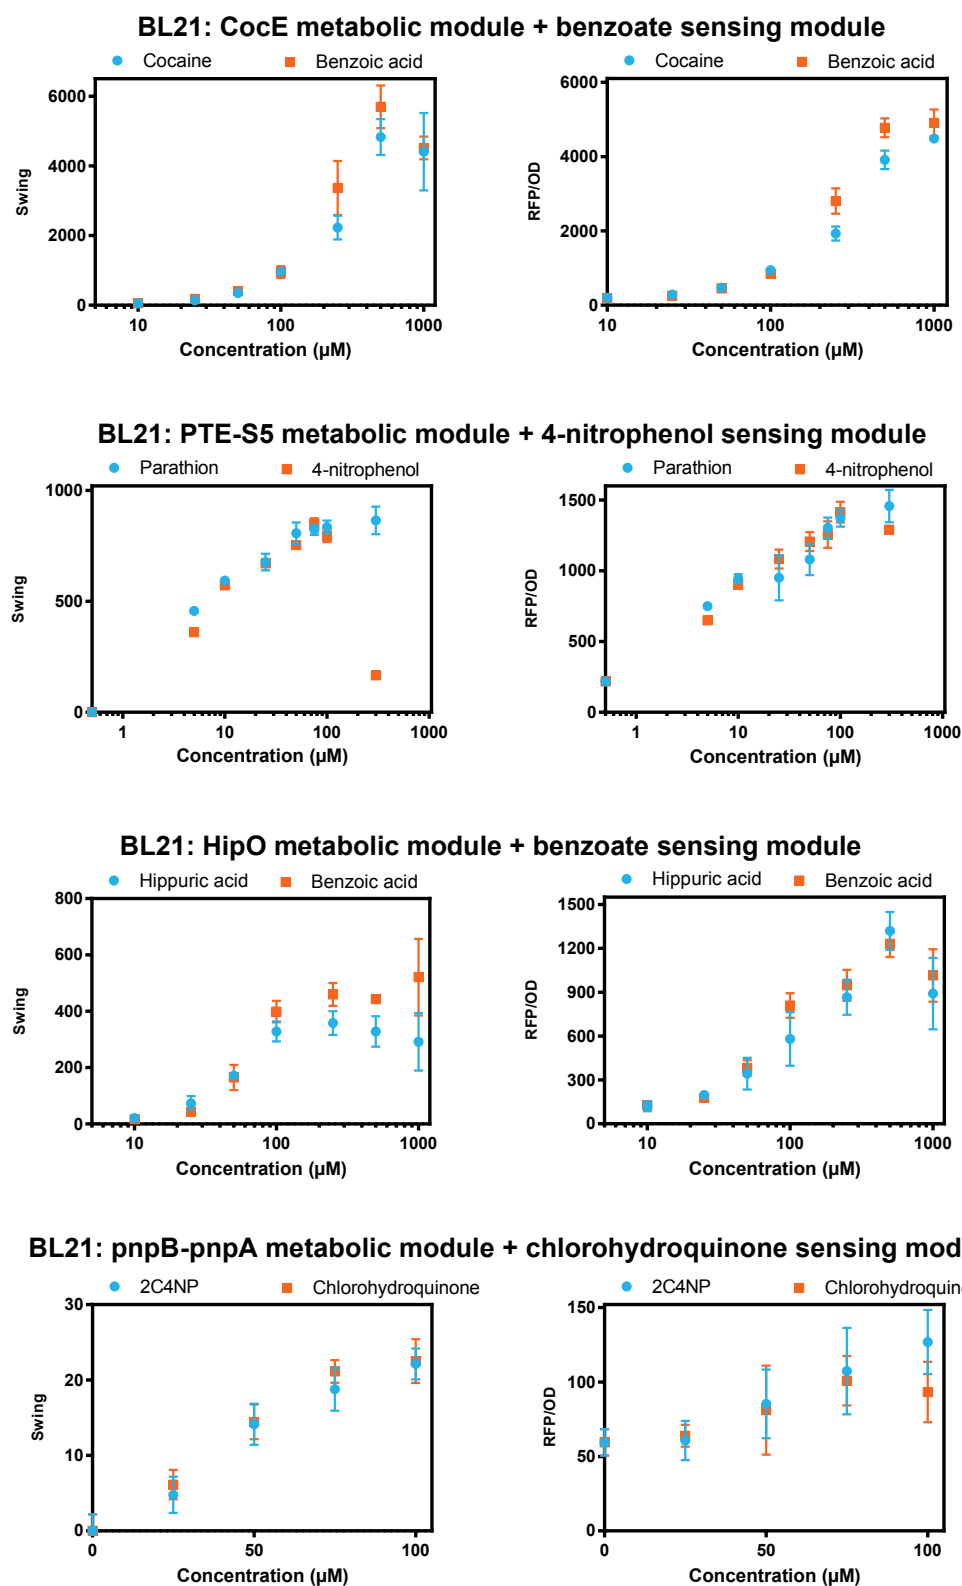 BL21: CocE metabolic module + benzoate sensing module
Cocaine Benzoic acid Cocaine Benzoic acid
6000
4000
2000
0
Swing
10 100 1000
Concentration (µM)
6000
4000
2000
0
RFP/OD
10 100 1000
Concentration (µM)
BL21: PTE-S5 metabolic module + 4-nitrophenol sensing module
Parathion 4-nitrophenol Parathion 4-nitrophenol
1000
500
0
Swing
1 10 100 1000
Concentration (µM)
1500
1000
500
0
RFP/OD
1 10 100 1000
Concentration (µM)
BL21: HipO metabolic module + benzoate sensing module
Hippuric acid Benzoic acid Hippuric acid Benzoic acid
800
600
400
200
0
Swing
10 100 1000
Concentration (µM)
1500
1200
900
600
300
0
RFP/OD
10 100 1000
Concentration (µM)
BL21: pnpB-pnpA metabolic module + chlorohydroquinone sensing mod
2C4NP Chlorohydroquinone 2C4NP Chlorohydroquin
30
20
10
0
Swing
0 50 100
Concentration (µM)
150
100
50
0
RFP/OD
0 50 100
Concentration (µM)